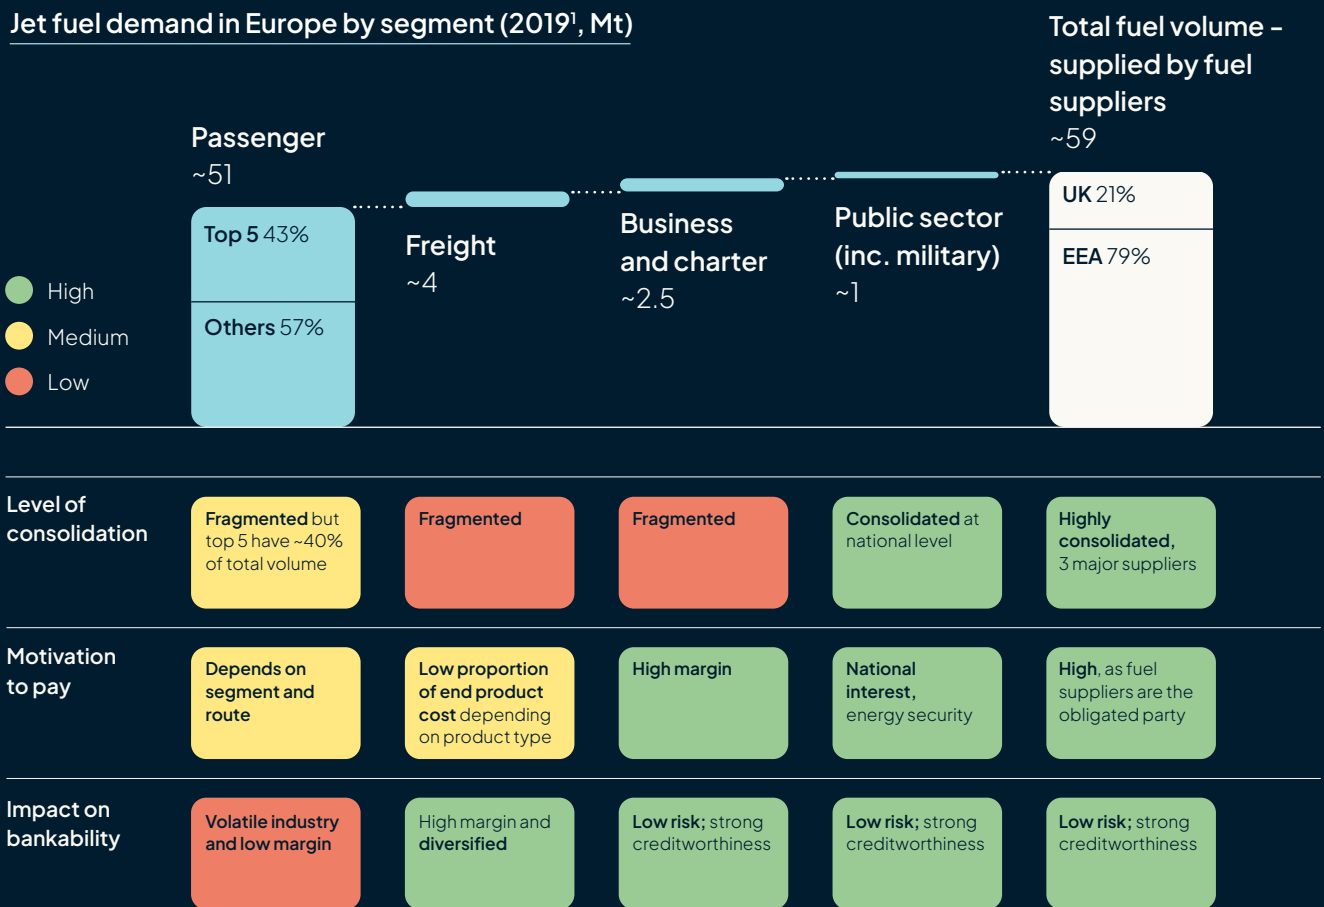 Jet fuel demand in Europe by segment (2019¹, Mt)
Total fuel volume –
supplied by fuel
suppliers
~59
Passenger
~51
Top 5 43%
Others 57%
Freight
~4
Business
and charter
~2.5
Public sector
(inc. military)
~1
UK 21%
EEA 79%
High
Medium
Low
Level of
consolidation
Fragmented but
top 5 have ~40%
of total volume
Fragmented
Fragmented
Consolidated at
national level
Highly
consolidated,
3 major suppliers
Motivation
to pay
Depends on
segment and
route
Low proportion
of end product
cost depending
on product type
High margin
National
interest,
energy security
High, as fuel
suppliers are the
obligated party
Impact on
bankability
Volatile industry
and low margin
High margin and
diversified
Low risk; strong
creditworthiness
Low risk; strong
creditworthiness
Low risk; strong
creditworthiness